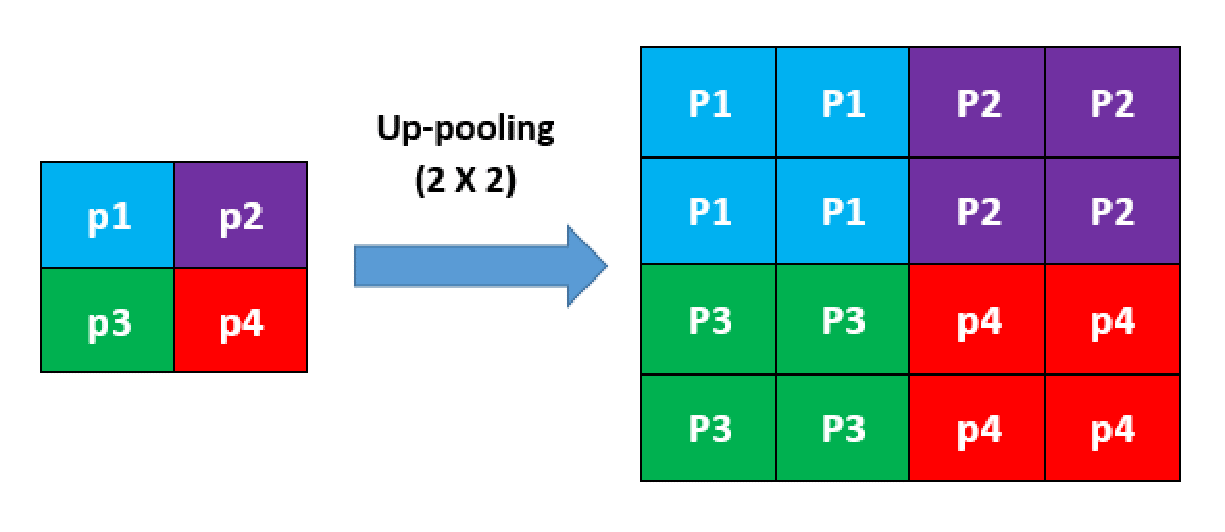 p1 p2
p3 p4
Up-pooling
(2 X 2)
P1 P1 P2 P2
P1 P1 P2 P2
P3 P3 p4 p4
P3 P3 p4 p4